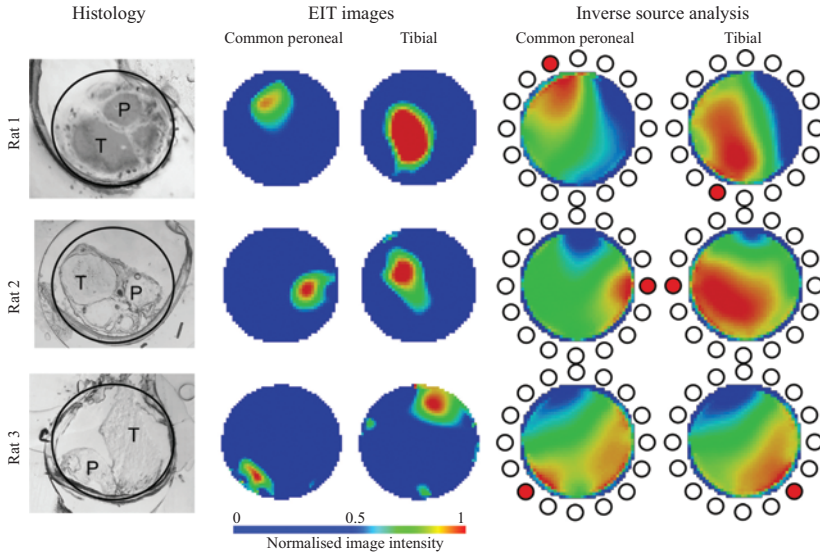 Histology EIT images Inverse source analysis
Common peroneal Tibial Common peroneal Tibial
Rat 1
P
T
Rat 2
T
P
Rat 3
T
P
0 0.5 1
Normalised image intensity